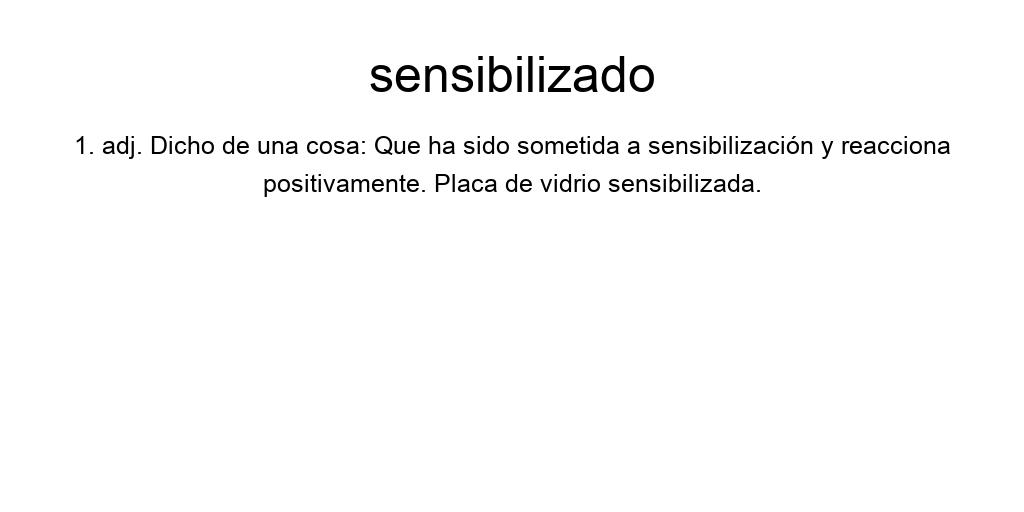 sensibilizado
1. adj. Dicho de una cosa: Que ha sido sometida a sensibilización y reacciona
positivamente. Placa de vidrio sensibilizada.